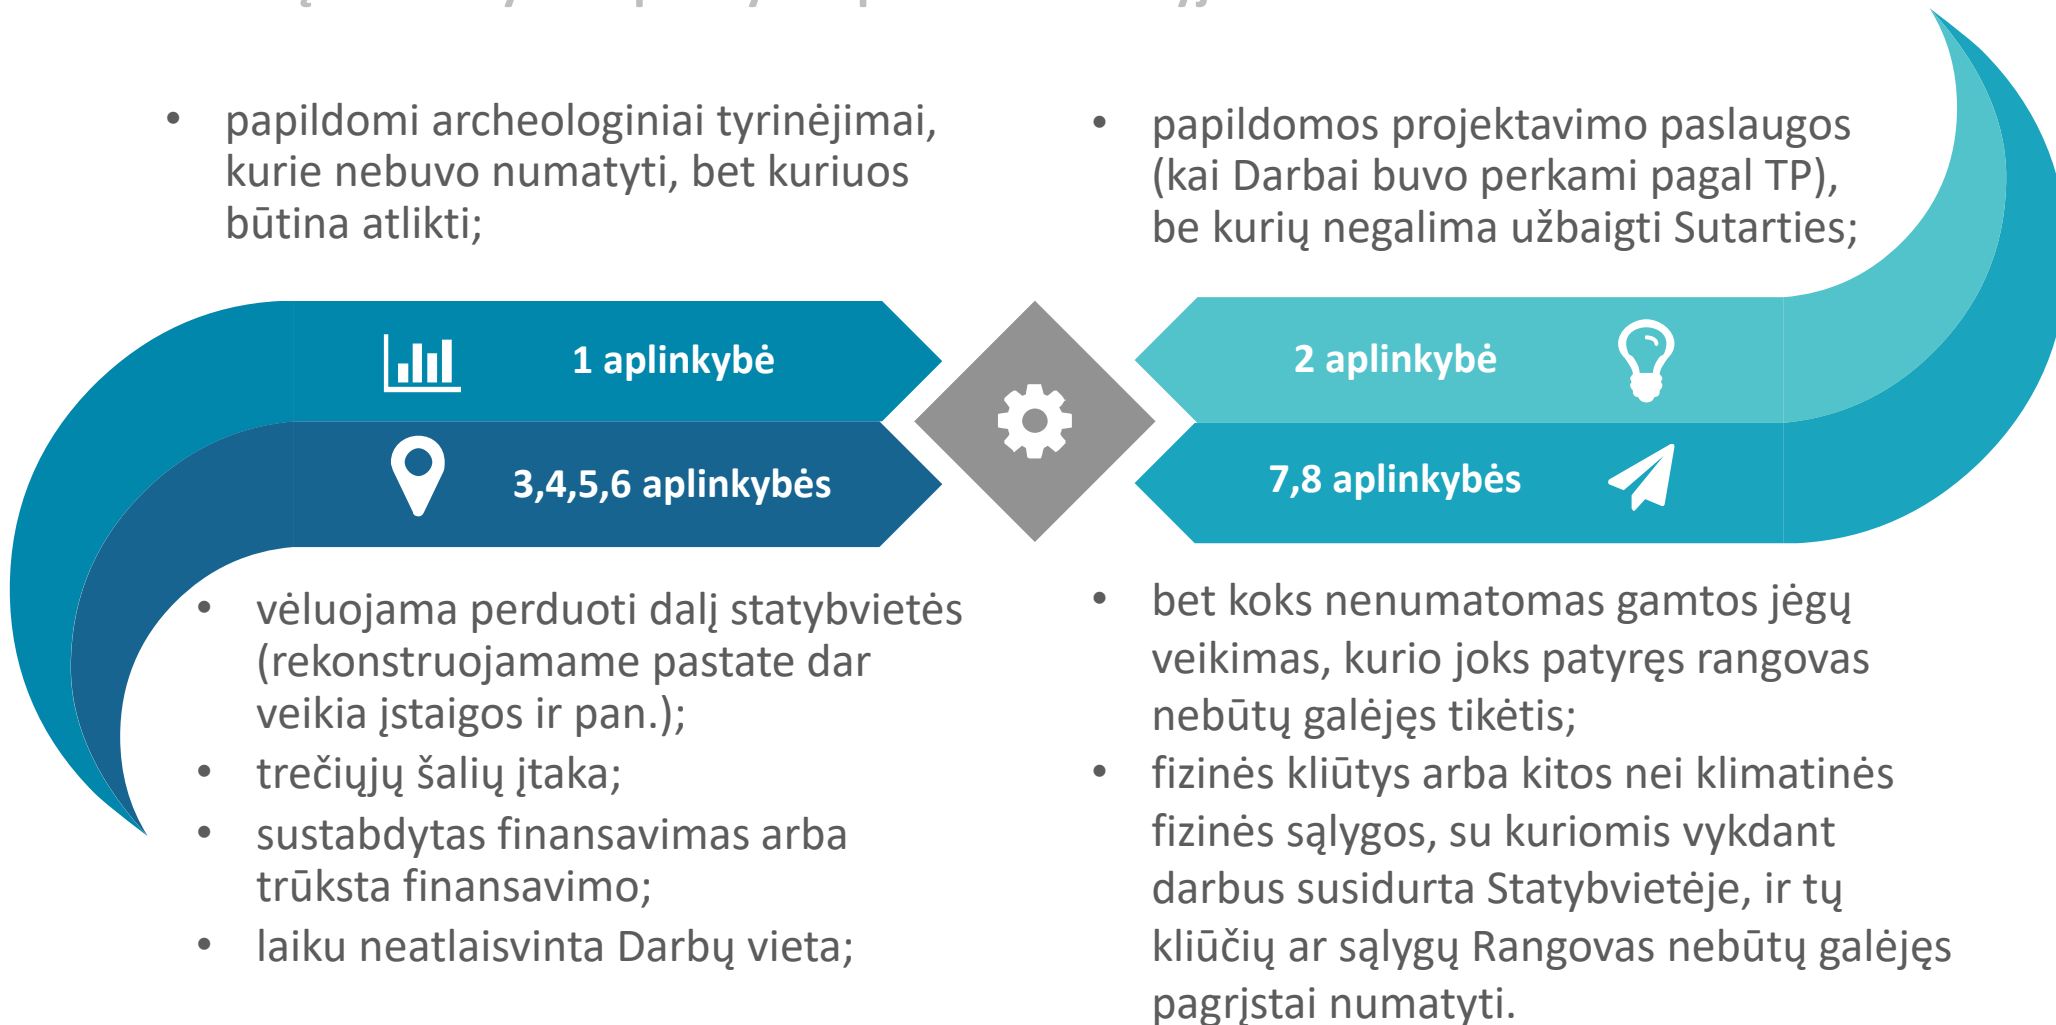 • papildomi archeologiniai tyrinėjimai,
kurie nebuvo numatyti, bet kuriuos
būtina atlikti;
• papildomos projektavimo paslaugos
(kai Darbai buvo perkami pagal TP),
be kurių negalima užbaigti Sutarties;
1 aplinkybė
2 aplinkybė
3,4,5,6 aplinkybės
7,8 aplinkybės
• vėluojama perduoti dalį statybvietės
(rekonstruojamame pastate dar
veikia įstaigos ir pan.);
• trečiųjų šalių įtaka;
• sustabdytas finansavimas arba
trūksta finansavimo;
• laiku neatlaisvinta Darbų vieta;
• bet koks nenumatomas gamtos jėgų
veikimas, kurio joks patyręs rangovas
nebūtų galėjęs tikėtis;
• fizinės kliūtys arba kitos nei klimatinės
fizinės sąlygos, su kuriomis vykdant
darbus susidurta Statybvietėje, ir tų
kliūčių ar sąlygų Rangovas nebūtų galėjęs
pagrįstai numatyti.